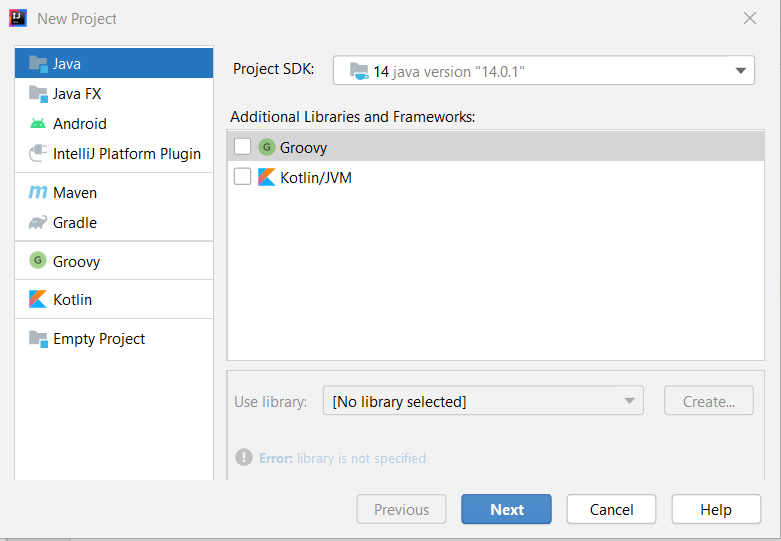 New Project
Java
Java FX
Android
IntelliJ Platform Plugin
Maven
Gradle
Groovy
Kotlin
Empty Project
Project SDK: 14 java version "14.0.1"
Additional Libraries and Frameworks:
Groovy
Kotlin/JVM
Use library: [No library selected] Create...
Error: library is not specified
Previous Next Cancel Help